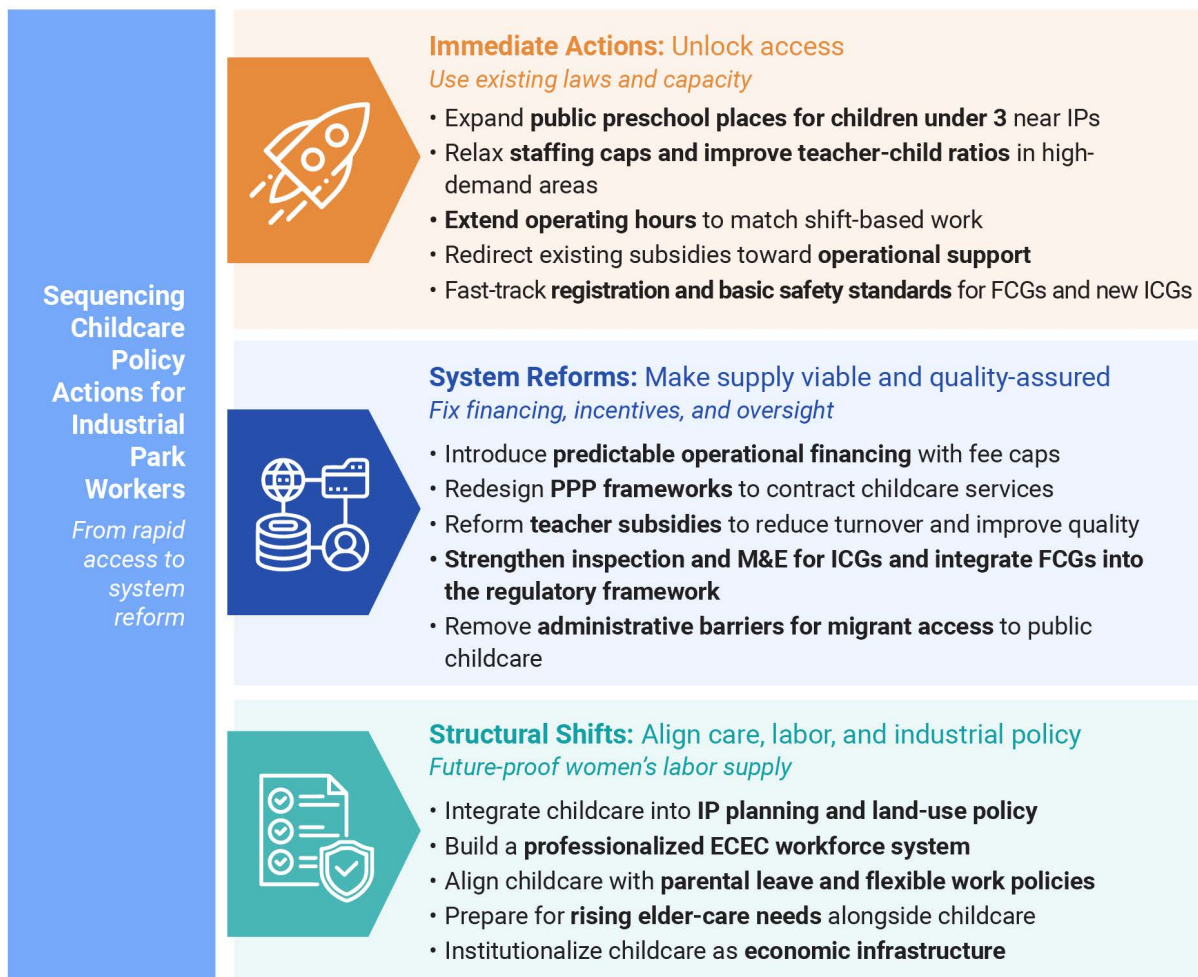 Sequencing
Childcare
Policy
Actions for
Industrial
Park
Workers
From rapid
access to
system
reform
Immediate Actions: Unlock access
Use existing laws and capacity
• Expand public preschool places for children under 3 near IPs
• Relax staffing caps and improve teacher-child ratios in high-
demand areas
• Extend operating hours to match shift-based work
• Redirect existing subsidies toward operational support
• Fast-track registration and basic safety standards for FCGs and new ICGs
System Reforms: Make supply viable and quality-assured
Fix financing, incentives, and oversight
• Introduce predictable operational financing with fee caps
• Redesign PPP frameworks to contract childcare services
• Reform teacher subsidies to reduce turnover and improve quality
• Strengthen inspection and M&E for ICGs and integrate FCGs into
the regulatory framework
• Remove administrative barriers for migrant access to public
childcare
Structural Shifts: Align care, labor, and industrial policy
Future-proof women's labor supply
• Integrate childcare into IP planning and land-use policy
• Build a professionalized ECEC workforce system
• Align childcare with parental leave and flexible work policies
• Prepare for rising elder-care needs alongside childcare
• Institutionalize childcare as economic infrastructure